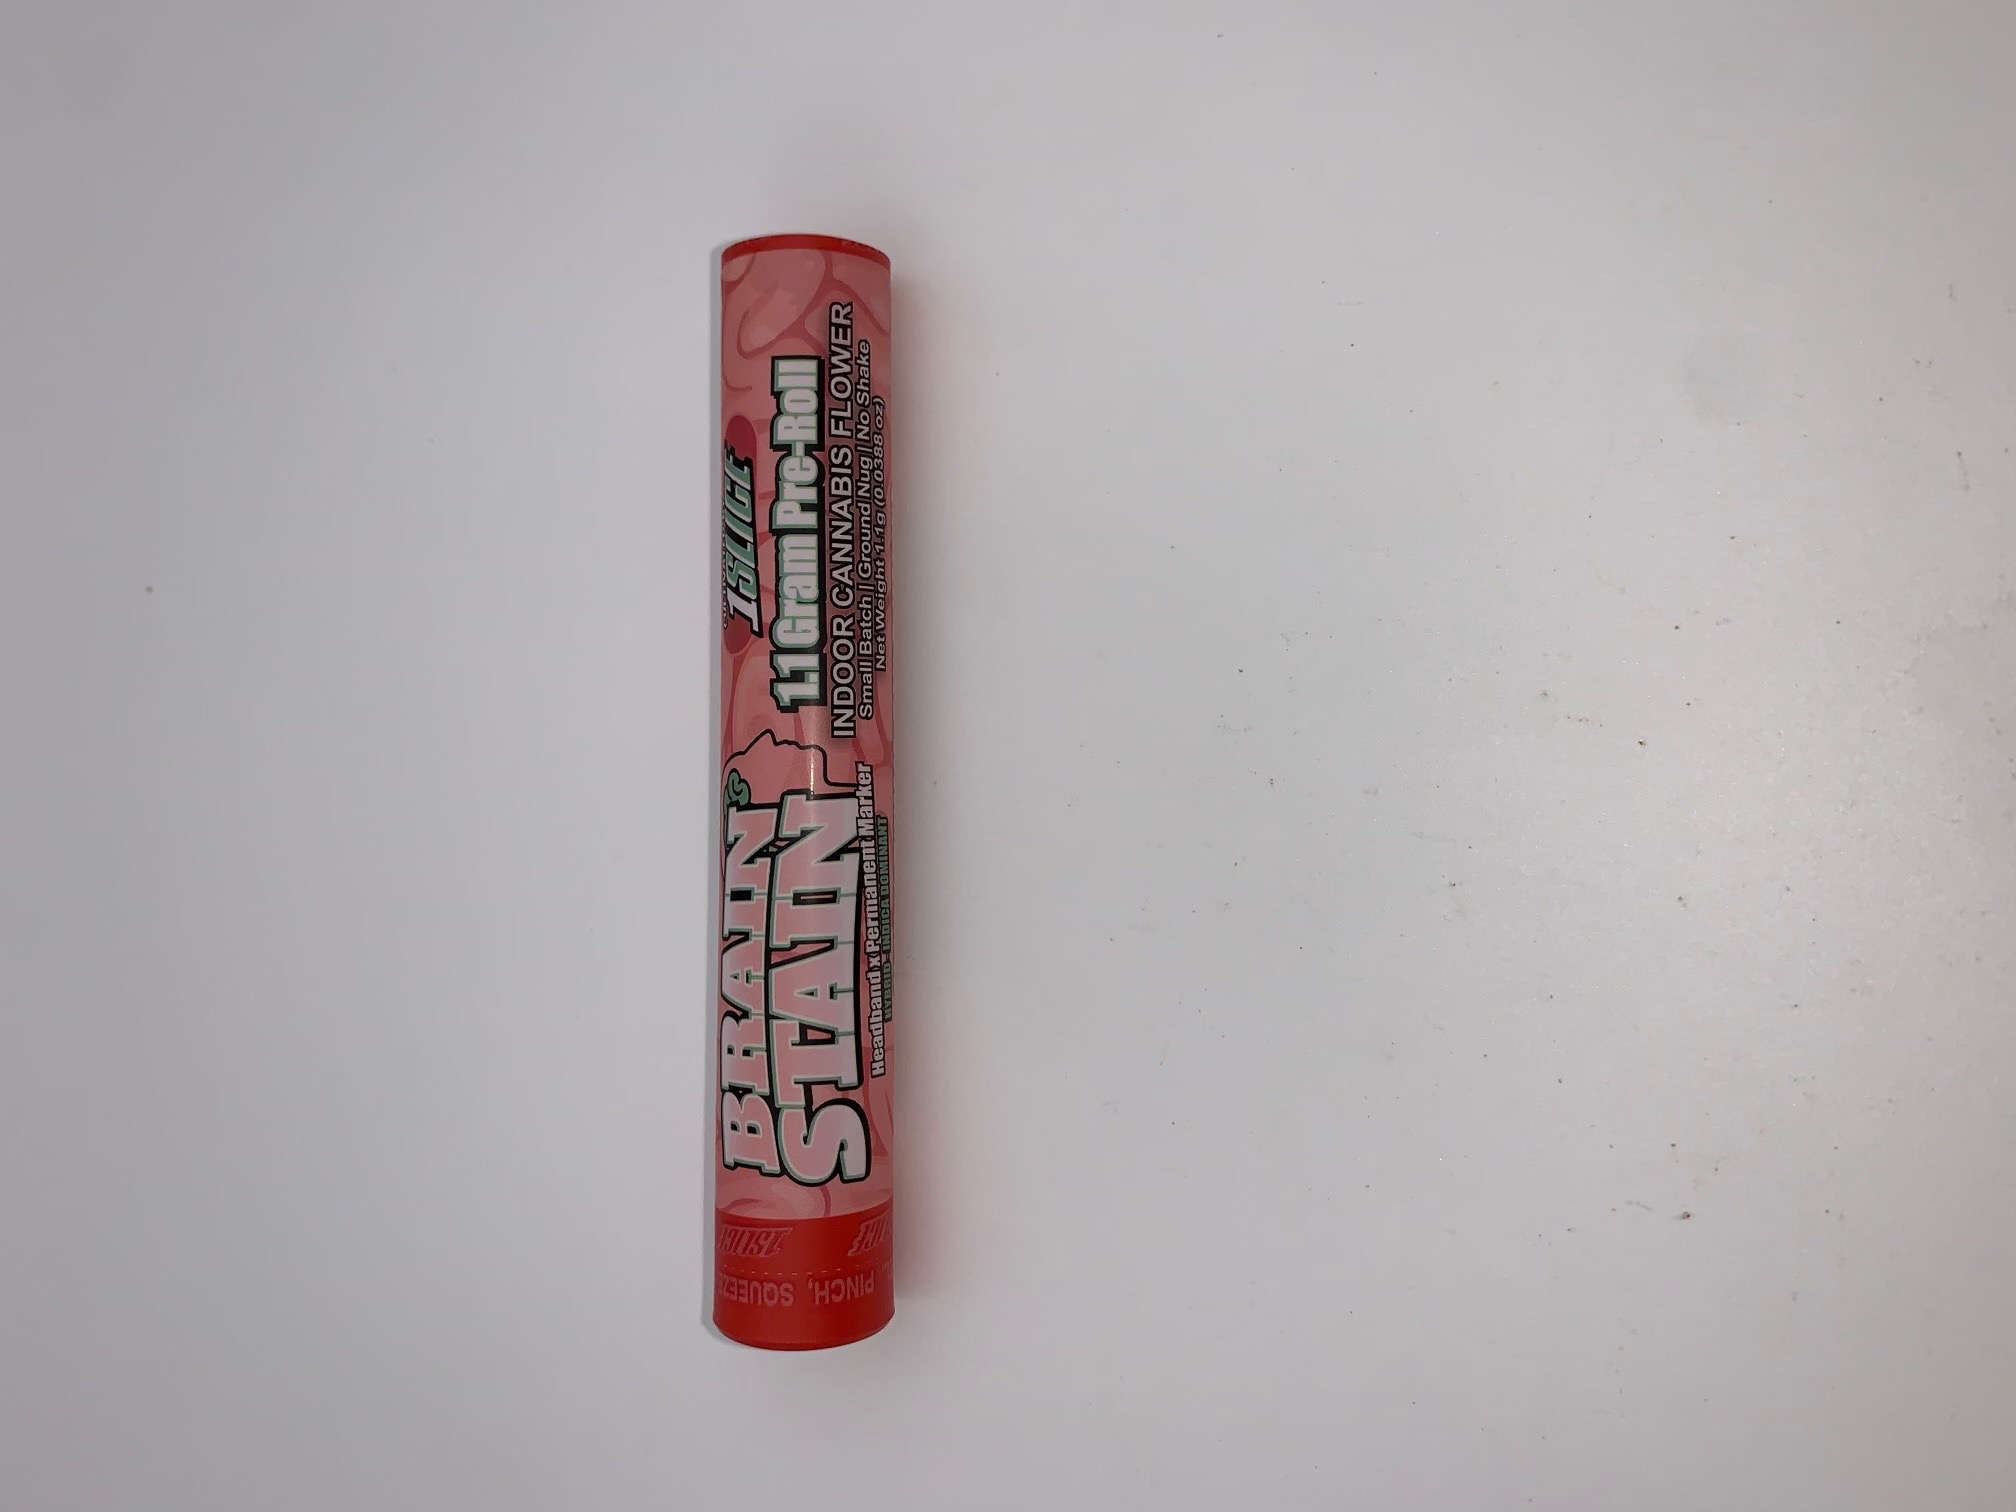 BRAIN
STAIN
Headband x Permanent Marker
HYBRID - INDICA DOMINANT
1SLICE
1.1 Gram Pre-Roll
INDOOR CANNABIS FLOWER
Small Batch | Ground Nug | No Shake
Net Weight 1.1g (0.0388 oz)
1SLICE
PINCH, SQUEEZE